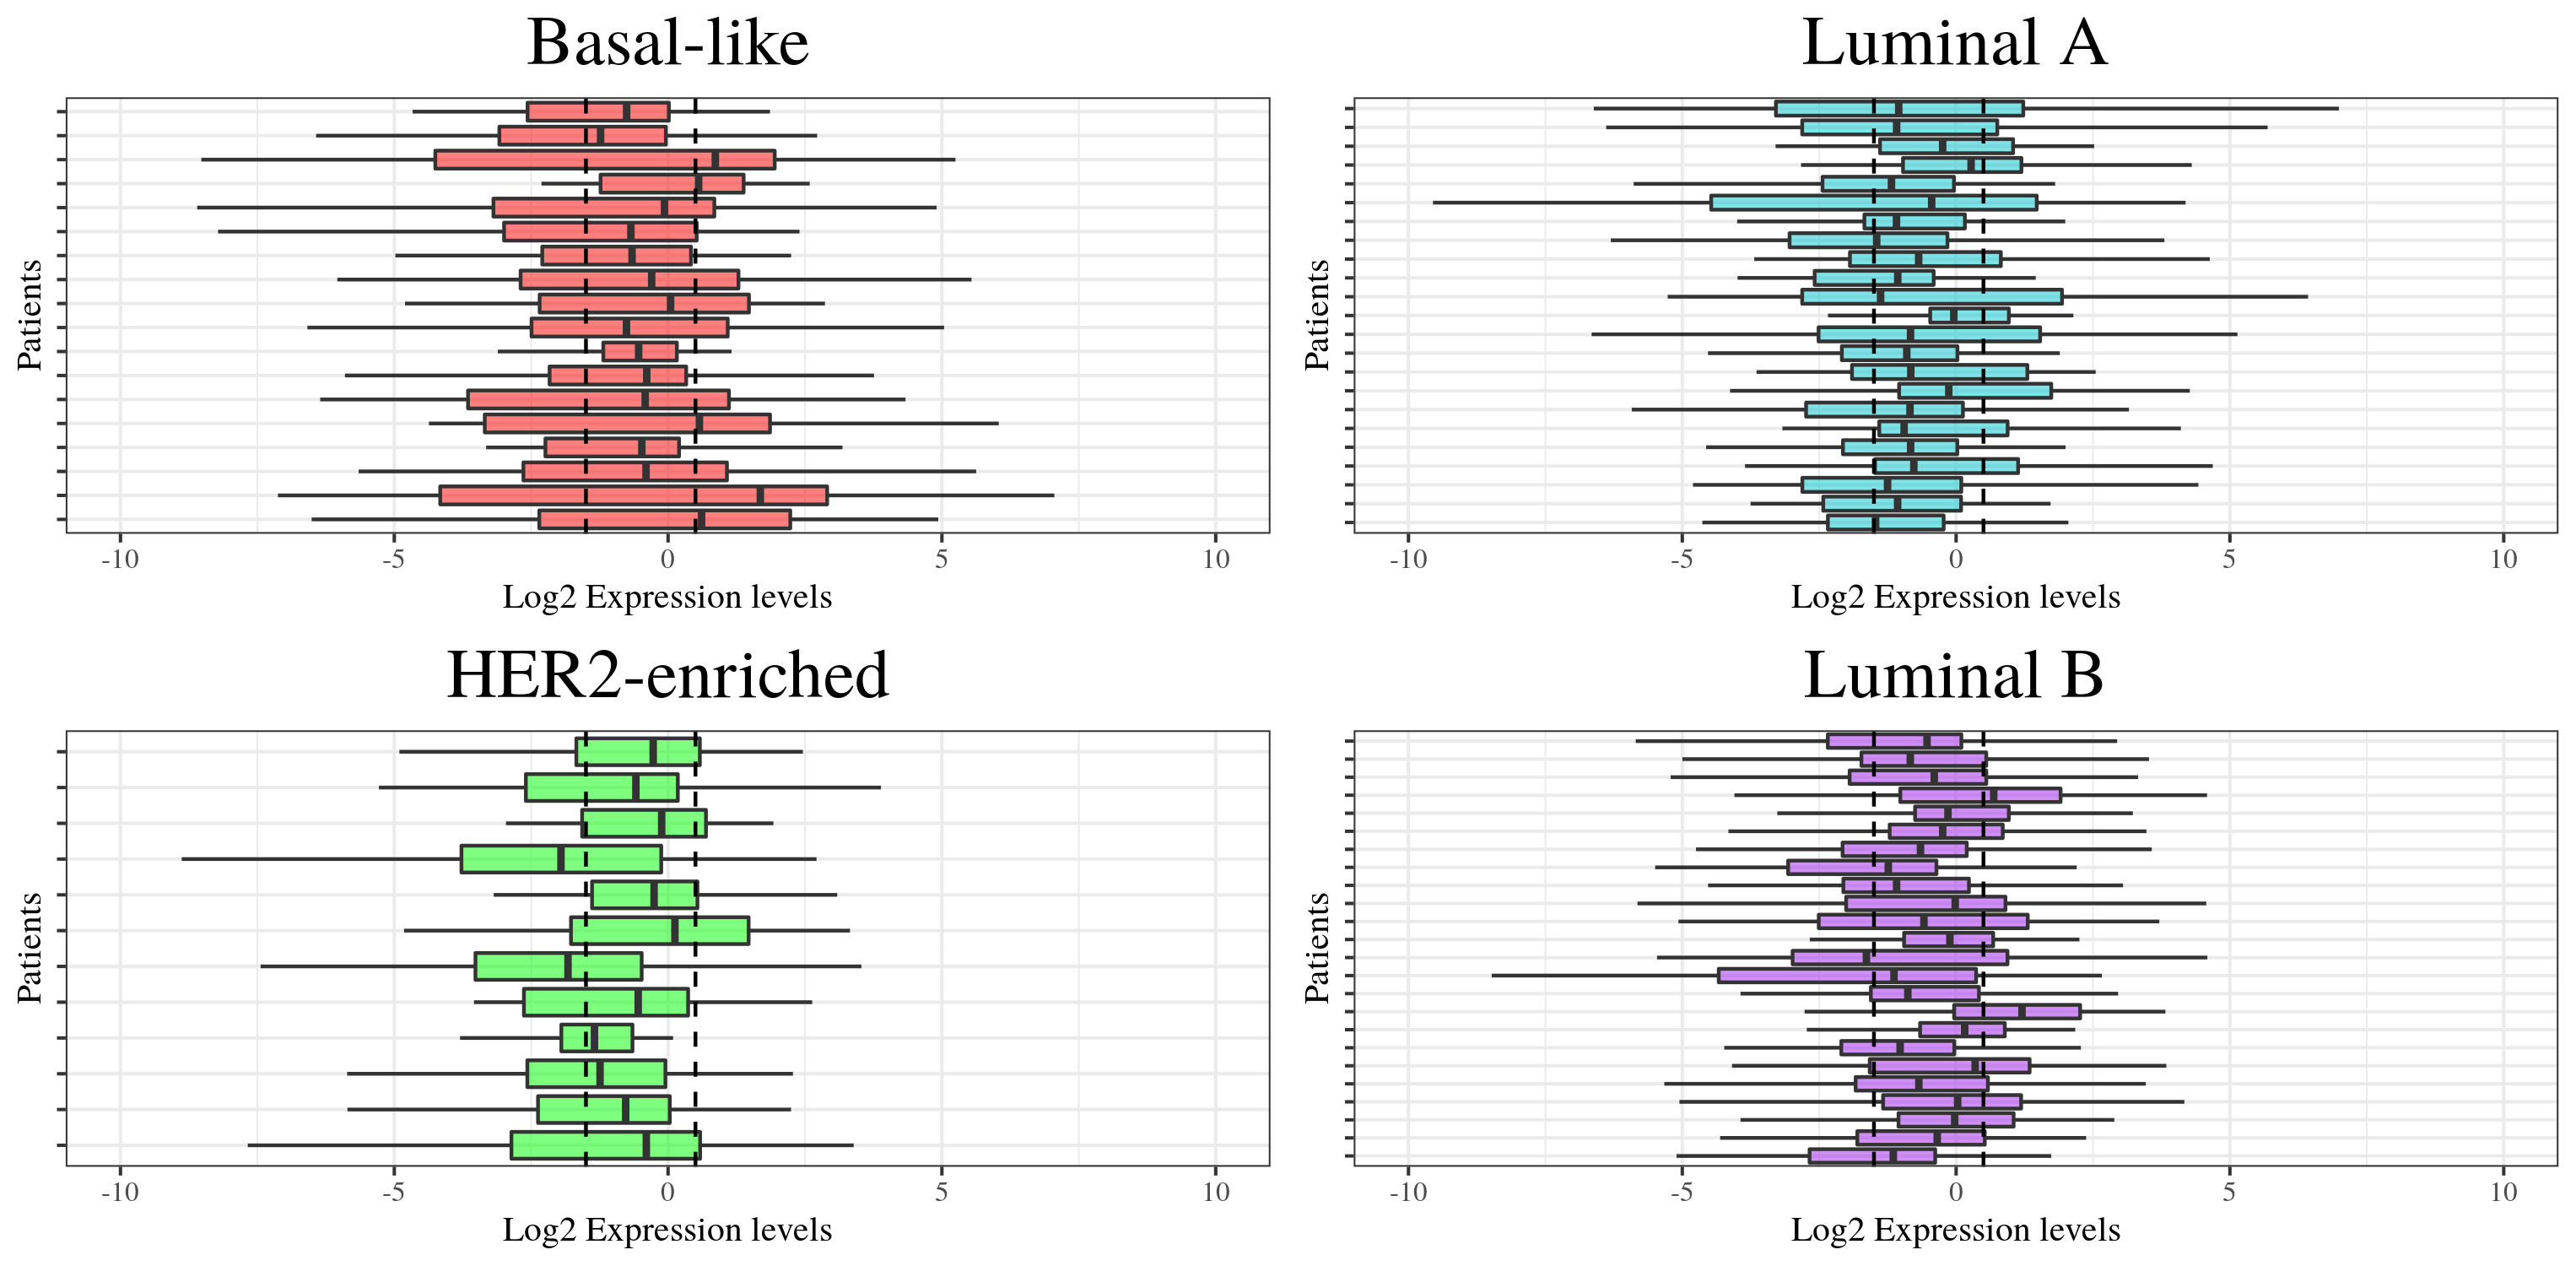 Basal-like
Patients
-10 -5 0 5 10
Log2 Expression levels
Luminal A
Patients
-10 -5 0 5 10
Log2 Expression levels
HER2-enriched
Patients
-10 -5 0 5 10
Log2 Expression levels
Luminal B
Patients
-10 -5 0 5 10
Log2 Expression levels